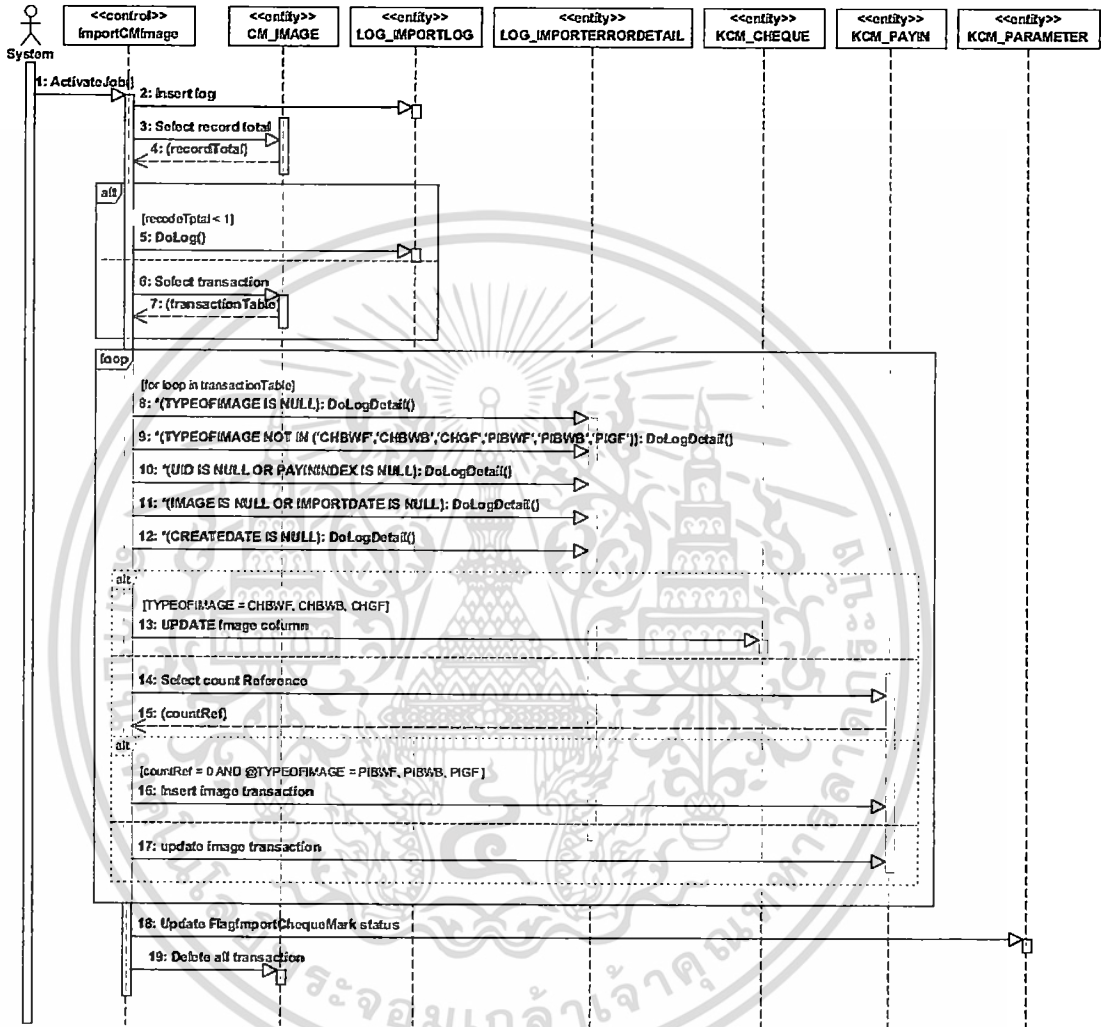 <<control>>
ImportCMImage
<<entity>>
CM_IMAGE
<<entity>>
LOG_IMPORTLOG
<<entity>>
LOG_IMPORTERRORDETAIL
<<entity>>
KCM_CHEQUE
<<entity>>
KCM_PAYIN
<<entity>>
KCM_PARAMETER
System
1: ActivateJob()
2: Insert log
3: Select record total
4: (recordTotal)
alt
[recodeTotal < 1]
5: DoLog()
6: Select transaction
7: (transactionTable)
loop
[for loop in transactionTable]
8: *(TYPEOFIMAGE IS NULL): DoLogDetail()
9: *(TYPEOFIMAGE NOT IN ('CHBWF','CHBWB','CHGF','PIBWF','PIBWB','PIGF')): DoLogDetail()
10: *(UID IS NULL OR PAYININDEX IS NULL): DoLogDetail()
11: *(IMAGE IS NULL OR IMPORTDATE IS NULL): DoLogDetail()
12: *(CREATEDATE IS NULL): DoLogDetail()
alt
[TYPEOFIMAGE = CHBWF, CHBWB, CHGF]
13: UPDATE Image column
14: Select count Reference
15: (countRef)
alt
[countRef = 0 AND @TYPEOFIMAGE = PIBWF, PIBWB, PIGF]
16: Insert image transaction
17: update image transaction
18: Update FlagImportChequeMark status
19: Delete all transaction